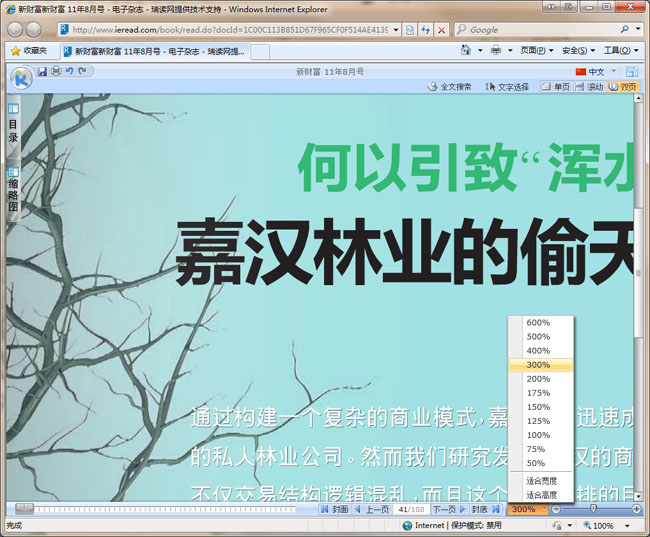 新财富新财富 11年8月号 - 电子杂志 - 瑞读网提供技术支持 - Windows Internet Explorer
http://www.ieread.com/book/read.do?docId=1C00C113B851D67F965CF0F514AE4139
Google
收藏夹
新财富新财富 11年8月号 - 电子杂志 - 瑞读网提...
页面(P)
安全(S)
工具(O)
新财富 11年8月号
中文
全文搜索
文字选择
单页
滚动
双页
目录
缩略图
何以引致“浑水
嘉汉林业的偷天
通过构建一个复杂的商业模式，嘉 迅速成
的私人林业公司。然而我们研究发 汉的商
不仅交易结构逻辑混乱，而且这个 排的目
600%
500%
400%
300%
200%
175%
150%
125%
100%
75%
50%
适合宽度
适合高度
封面
上一页
41/108
下一页
封底
300%
完成
Internet | 保护模式: 禁用
100%